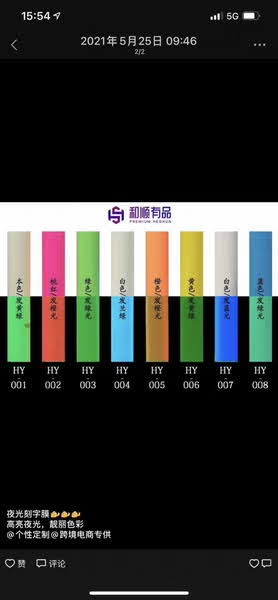 15:54
5G
2021年5月25日 09:46
2/2
和顺有品
PREMIUM HESHUN
本色/发黄绿
桃红/发橙光
绿色/发绿光
白色/发兰绿
橙色/发橙光
黄色/发黄绿
白色/发蓝光
蓝色/发绿光
HY-001
HY-002
HY-003
HY-004
HY-005
HY-006
HY-007
HY-008
夜光刻字膜
高亮夜光，靓丽色彩
@个性定制@跨境电商专供
赞
评论